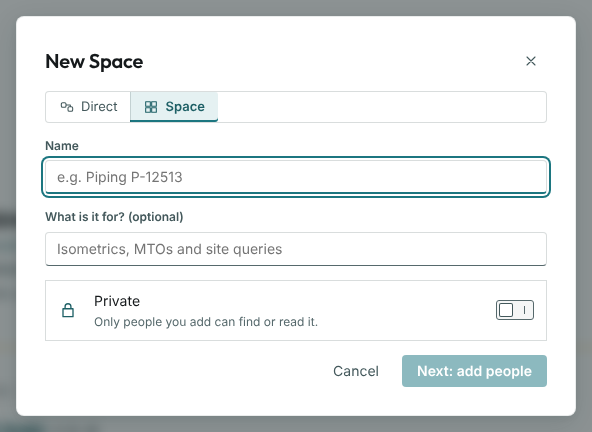 New Space
Direct
Space
Name
e.g. Piping P-12513
What is it for? (optional)
Isometrics, MTOs and site queries
Private
Only people you add can find or read it.
Cancel
Next: add people